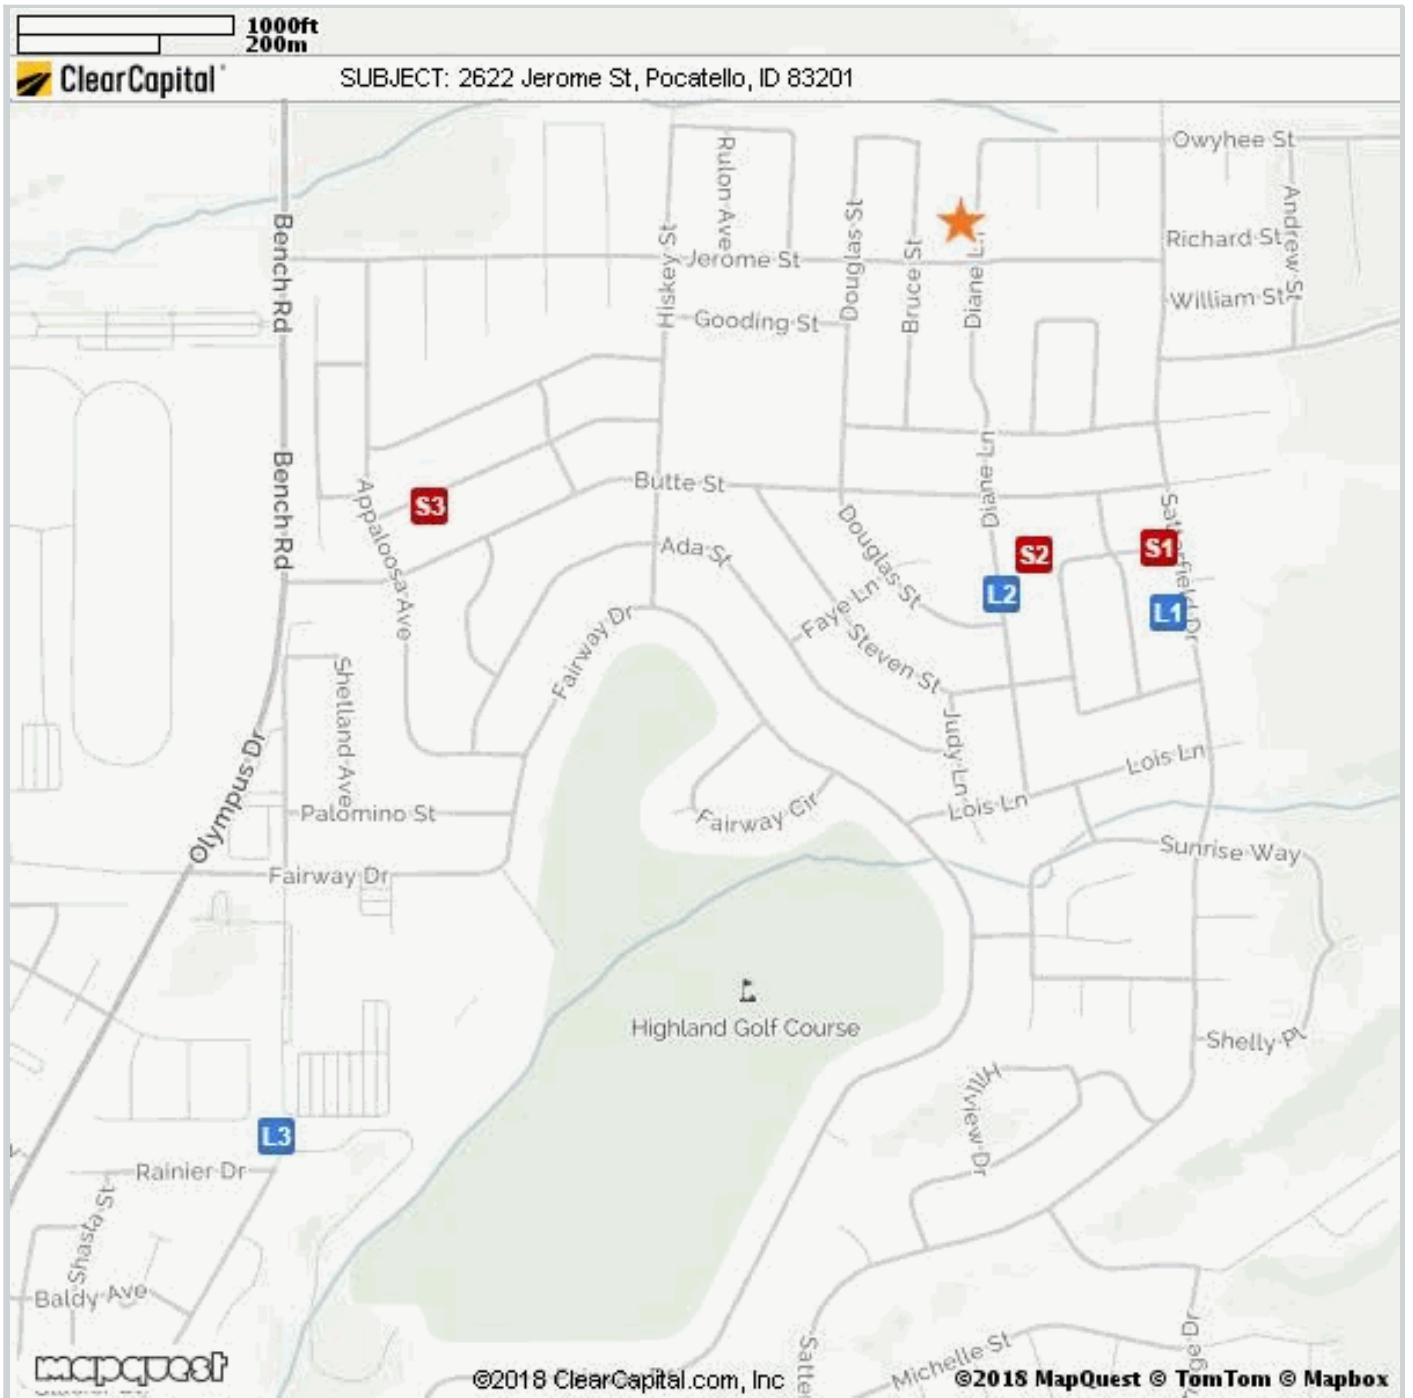 1000ft
200m
ClearCapital
SUBJECT: 2622 Jerome St, Pocatello, ID 83201
Owyhee St
Rulon Ave
Andrew St
Douglas St
Bench Rd
Hiskey St
Bruce St
Diane Ln
Richard St
Jerome St
William St
Gooding St
Diane Ln
Bench Rd
Butte St
Appaloosa Ave
S3
Satterfield Dr
Douglas St
Ada St
S2
S1
L2
L1
Faye Ln
Fairway Dr
Steven St
Shetland Ave
Judy Ln
Olympus Dr
Lois Ln
Lois Ln
Palomino St
Fairway Cir
Sunrise Way
Fairway Dr
Highland Golf Course
Shelly Pl
Hillview Dr
L3
Rainier Dr
Shasta St
Baldy Ave
Satte
Michelle St
ge Dr
mapquest
©2018 ClearCapital.com, Inc
©2018 MapQuest © TomTom © Mapbox